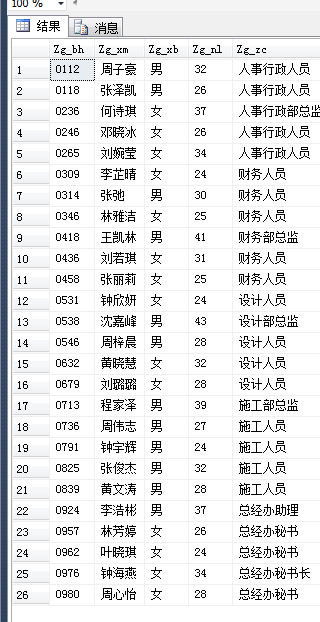 100 %
结果 消息
Zg_bh Zg_xm Zg_xb Zg_nl Zg_zc
1 0112 周子豪 男 32 人事行政人员
2 0118 张泽凯 男 26 人事行政人员
3 0236 何诗琪 女 37 人事行政部总监
4 0246 邓晓冰 女 26 人事行政人员
5 0265 刘婉莹 女 34 人事行政人员
6 0309 李芷晴 女 24 财务人员
7 0314 张弛 男 30 财务人员
8 0346 林雅洁 女 25 财务人员
9 0418 王凯林 男 41 财务部总监
10 0436 刘若琪 女 31 财务人员
11 0458 张丽莉 女 25 财务人员
12 0531 钟欣妍 女 24 设计人员
13 0538 沈嘉峰 男 43 设计部总监
14 0546 周梓晨 男 28 设计人员
15 0632 黄晓慧 女 32 设计人员
16 0679 刘璐璐 女 28 设计人员
17 0713 程家泽 男 39 施工部总监
18 0736 周伟志 男 27 施工人员
19 0791 钟宇辉 男 24 施工人员
20 0825 张俊杰 男 32 施工人员
21 0839 黄文涛 男 28 施工人员
22 0924 李浩彬 男 37 总经办助理
23 0957 林芳婷 女 26 总经办秘书
24 0962 叶晓琪 女 24 总经办秘书
25 0976 钟海燕 女 34 总经办秘书长
26 0980 周心怡 女 28 总经办秘书